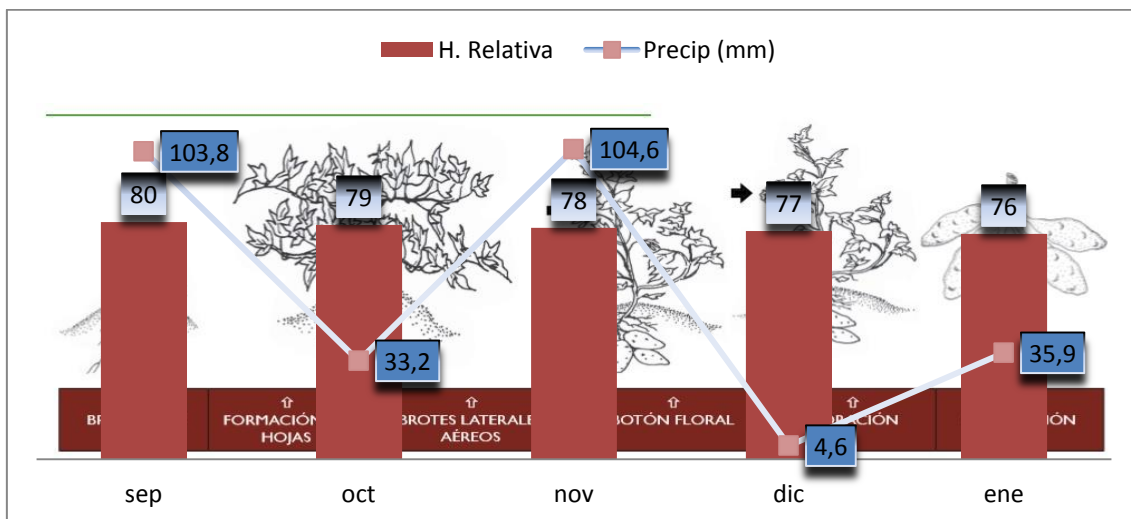 H. Relativa
Precip (mm)
103,8
104,6
80
79
78
77
76
33,2
35,9
4,6
FORMACIÓN
HOJAS
BROTES LATERALE
AÉREOS
BOTÓN FLORAL
sep
oct
nov
dic
ene